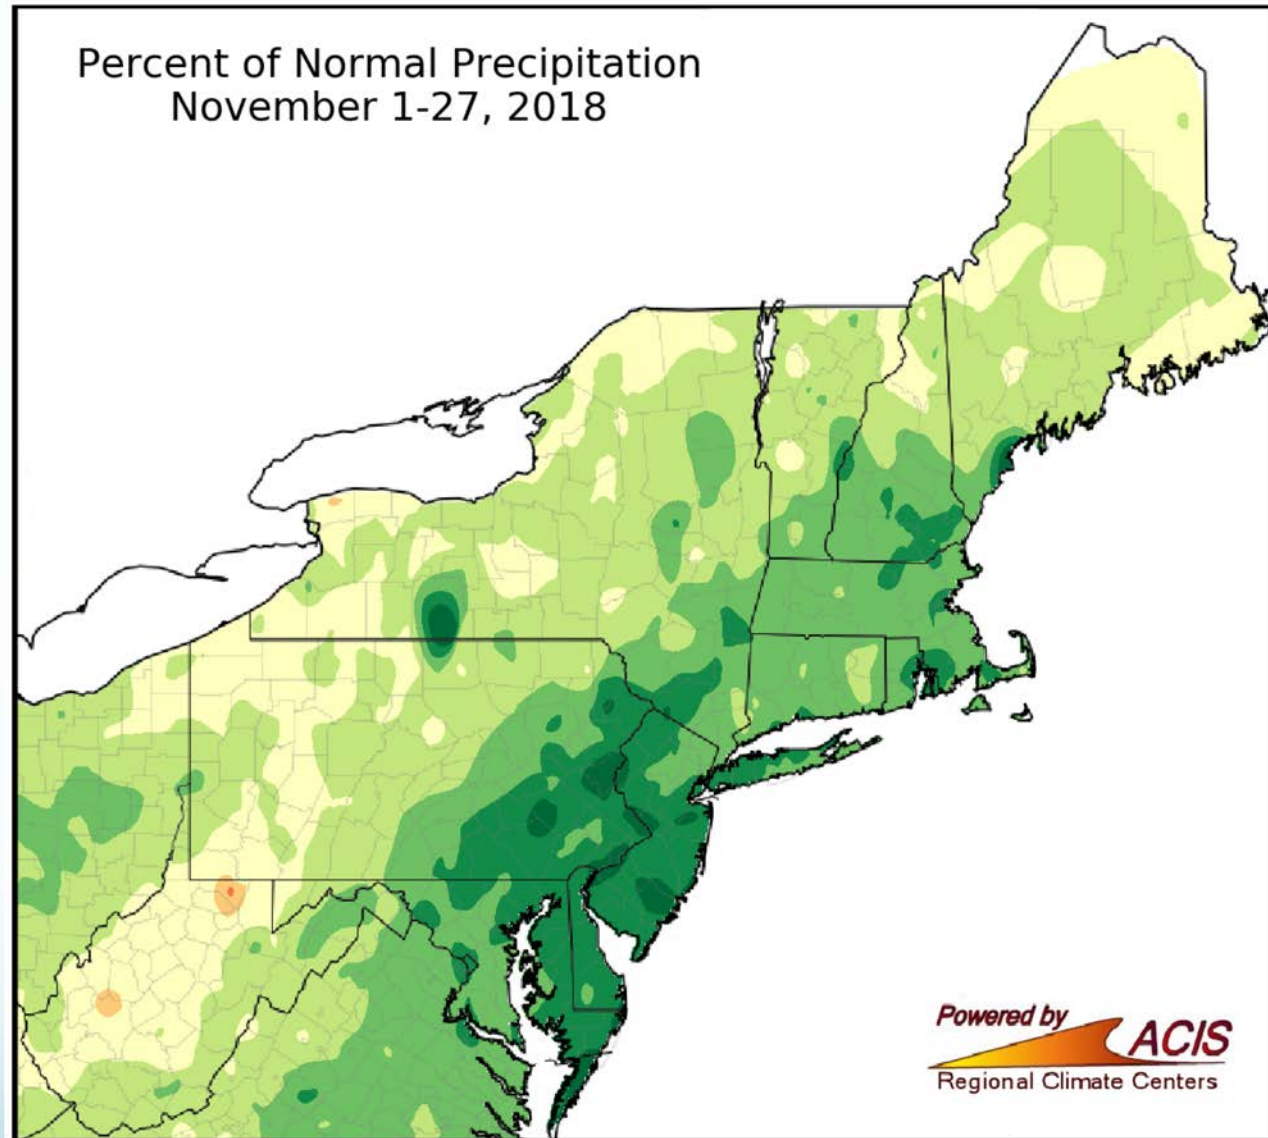 Percent of Normal Precipitation
November 1-27, 2018
Powered by
ACIS
Regional Climate Centers